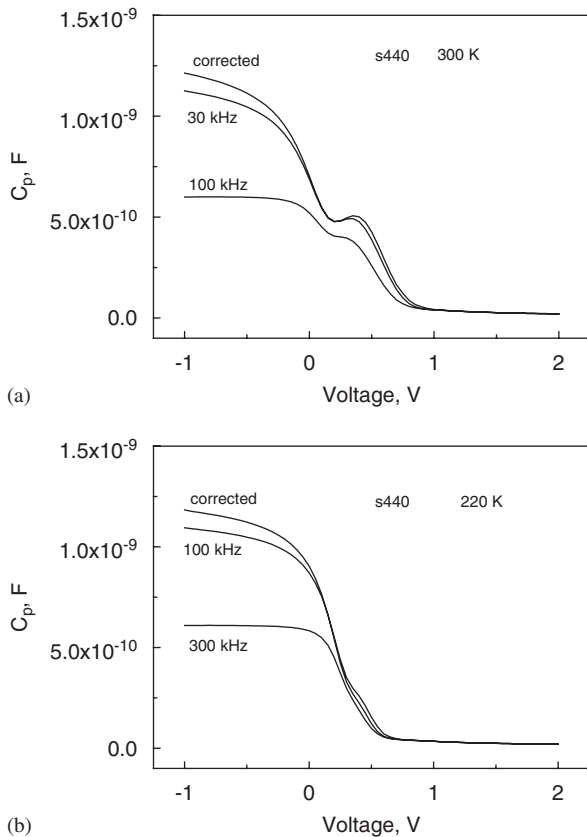 1.5x10-9
corrected
s440 300 K
1.0x10-9
30 kHz
Cp, F
100 kHz
5.0x10-10
0.0
-1 0 1 2
(a)
Voltage, V
1.5x10-9
corrected
s440 220 K
1.0x10-9
100 kHz
Cp, F
5.0x10-10
300 kHz
0.0
-1 0 1 2
(b)
Voltage, V